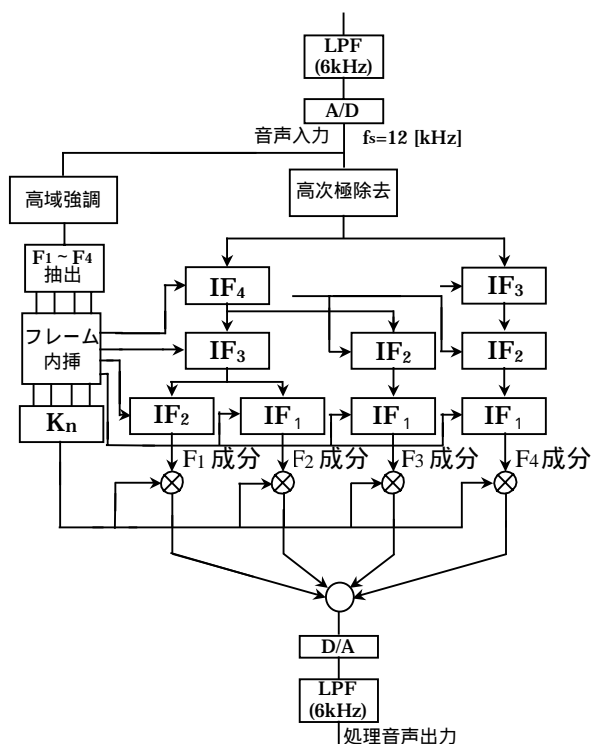 LPF
(6kHz)
A/D
音声入力
fs=12 [kHz]
高域強調
高次極除去
F1 ~ F4
抽出
IF4
IF3
フレーム
内挿
IF3
IF2
IF2
Kn
IF2
IF1
IF1
IF1
F1 成分
F2 成分
F3 成分
F4 成分
D/A
LPF
(6kHz)
処理音声出力